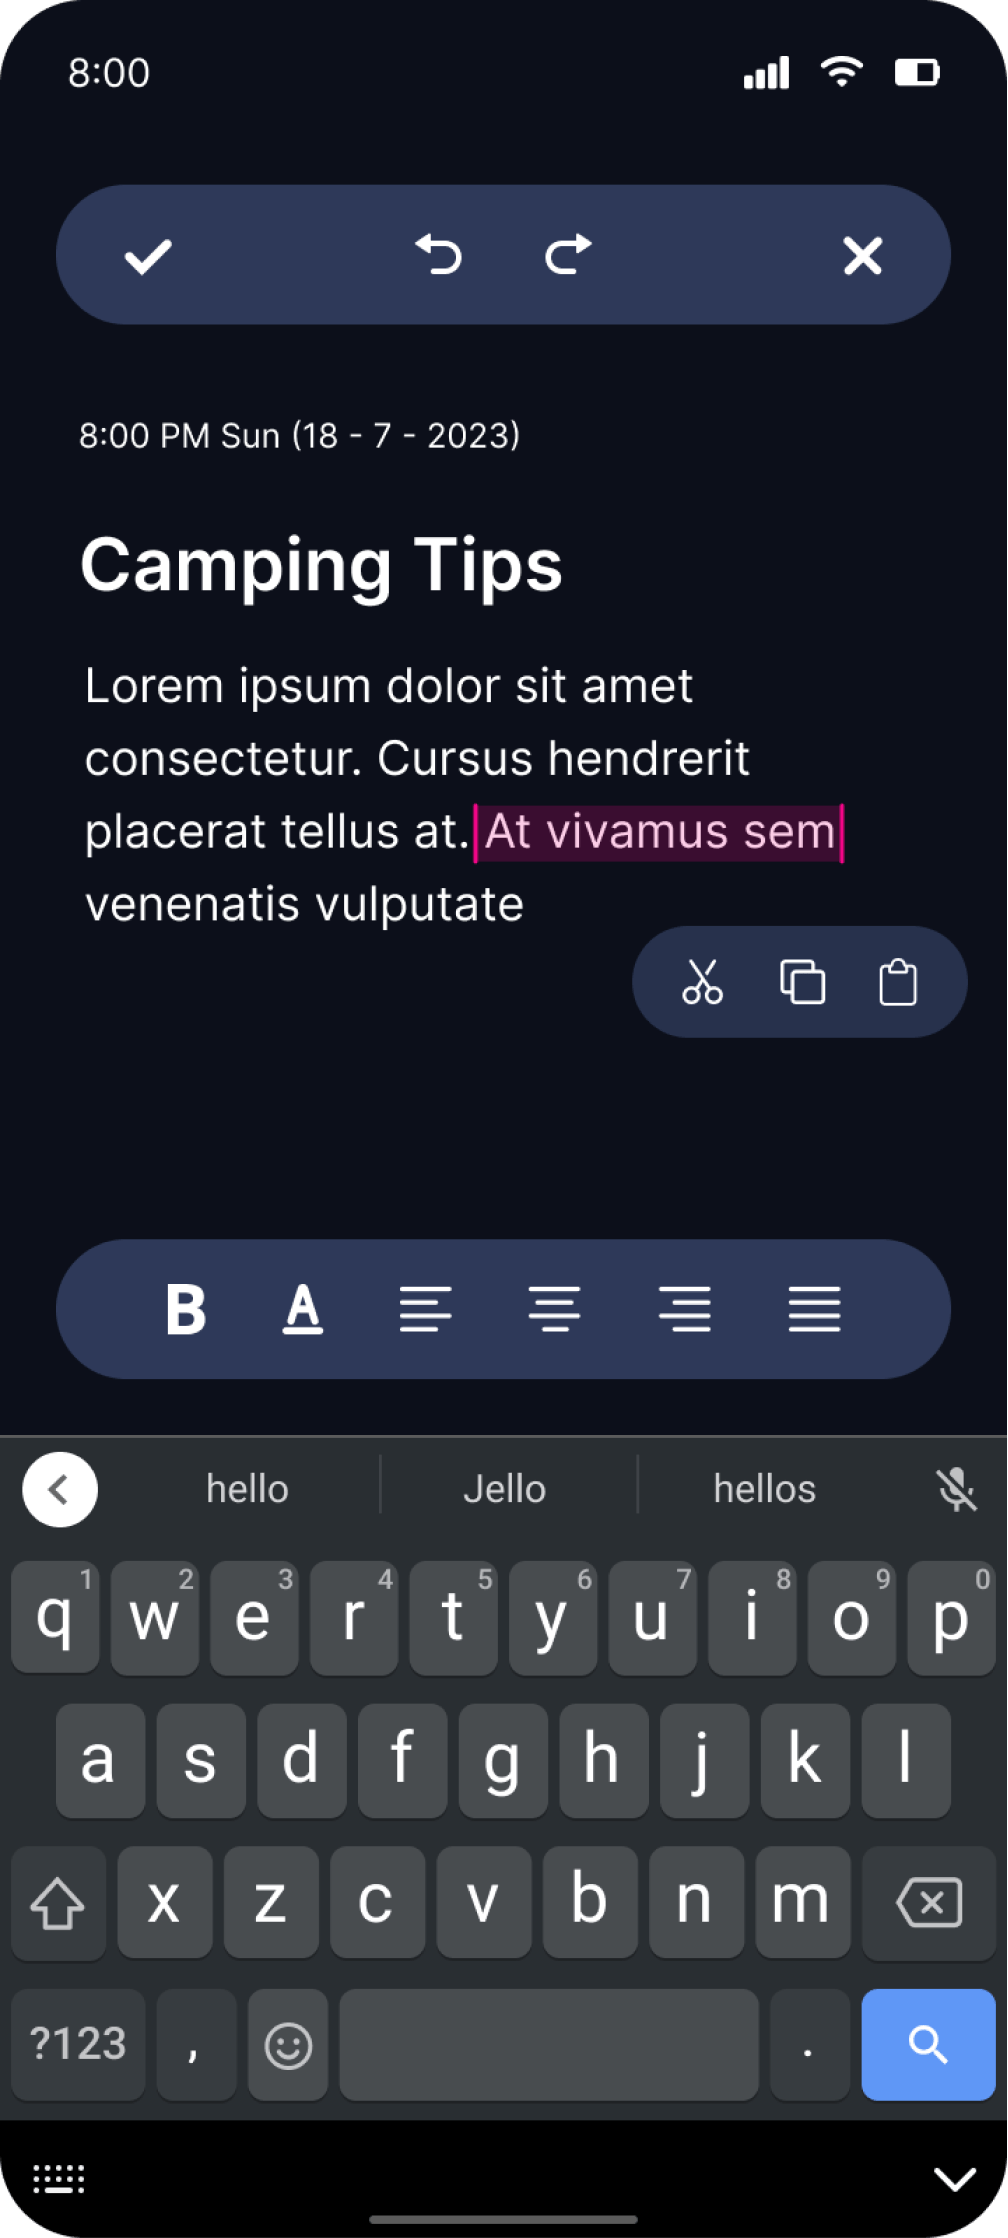 8:00
8:00 PM Sun (18 - 7 - 2023)
Camping Tips
Lorem ipsum dolor sit amet
consectetur. Cursus hendrerit
placerat tellus at. At vivamus sem
venenatis vulputate
B A
hello Jello hellos
q 1 w 2 e 3 r 4 t 5 y 6 u 7 i 8 o 9 p 0
a s d f g h j k l
x z c v b n m
?123 , .